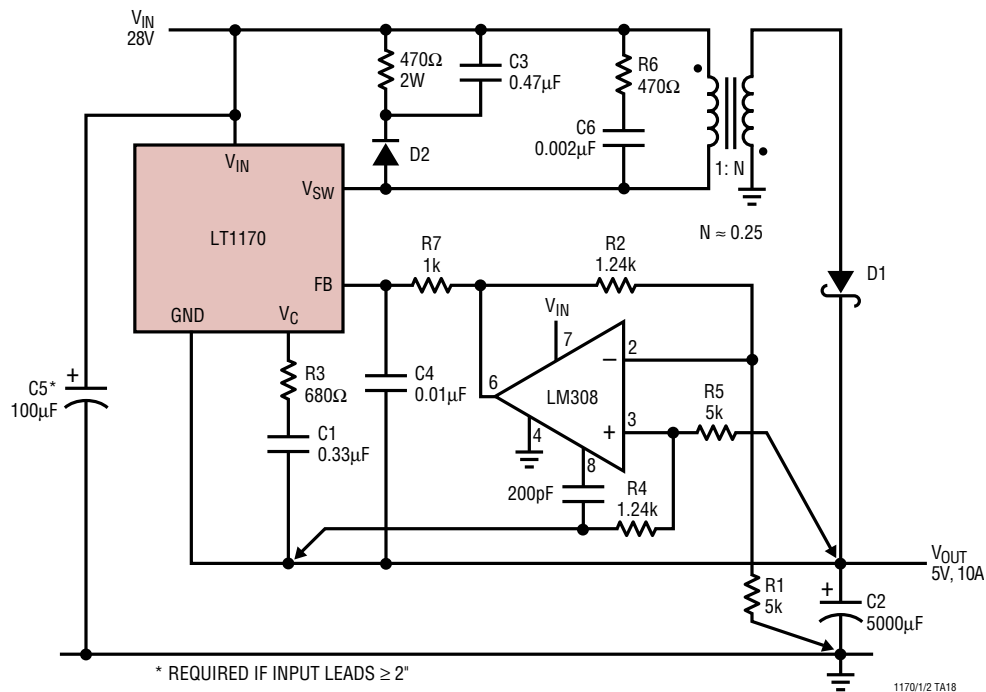 VIN
28V
470Ω
2W
C3
0.47µF
R6
470Ω
C6
0.002µF
D2
1: N
N ≈ 0.25
VIN
VSW
LT1170
FB
GND
VC
R7
1k
R2
1.24k
D1
VIN
7
2
–
6
LM308
+
3
4
8
R5
5k
C5*
100µF
+
R3
680Ω
C1
0.33µF
C4
0.01µF
200pF
R4
1.24k
VOUT
5V, 10A
R1
5k
+
C2
5000µF
* REQUIRED IF INPUT LEADS ≥ 2"
1170/1/2 TA18